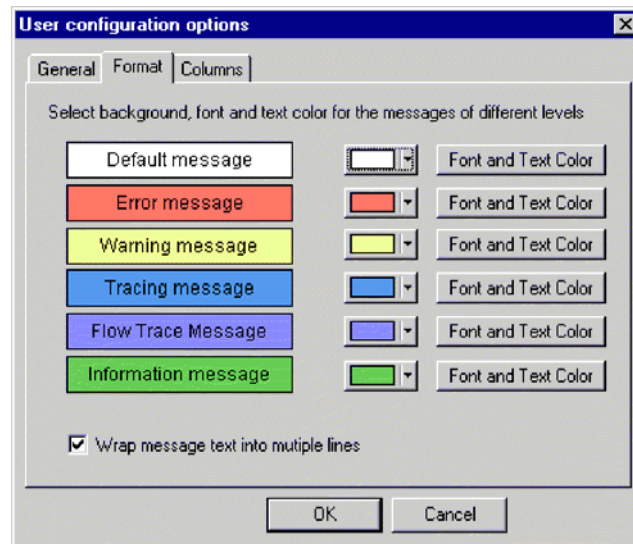 User configuration options
General Format Columns
Select background, font and text color for the messages of different levels
Default message Font and Text Color
Error message Font and Text Color
Warning message Font and Text Color
Tracing message Font and Text Color
Flow Trace Message Font and Text Color
Information message Font and Text Color
Wrap message text into mutiple lines
OK Cancel